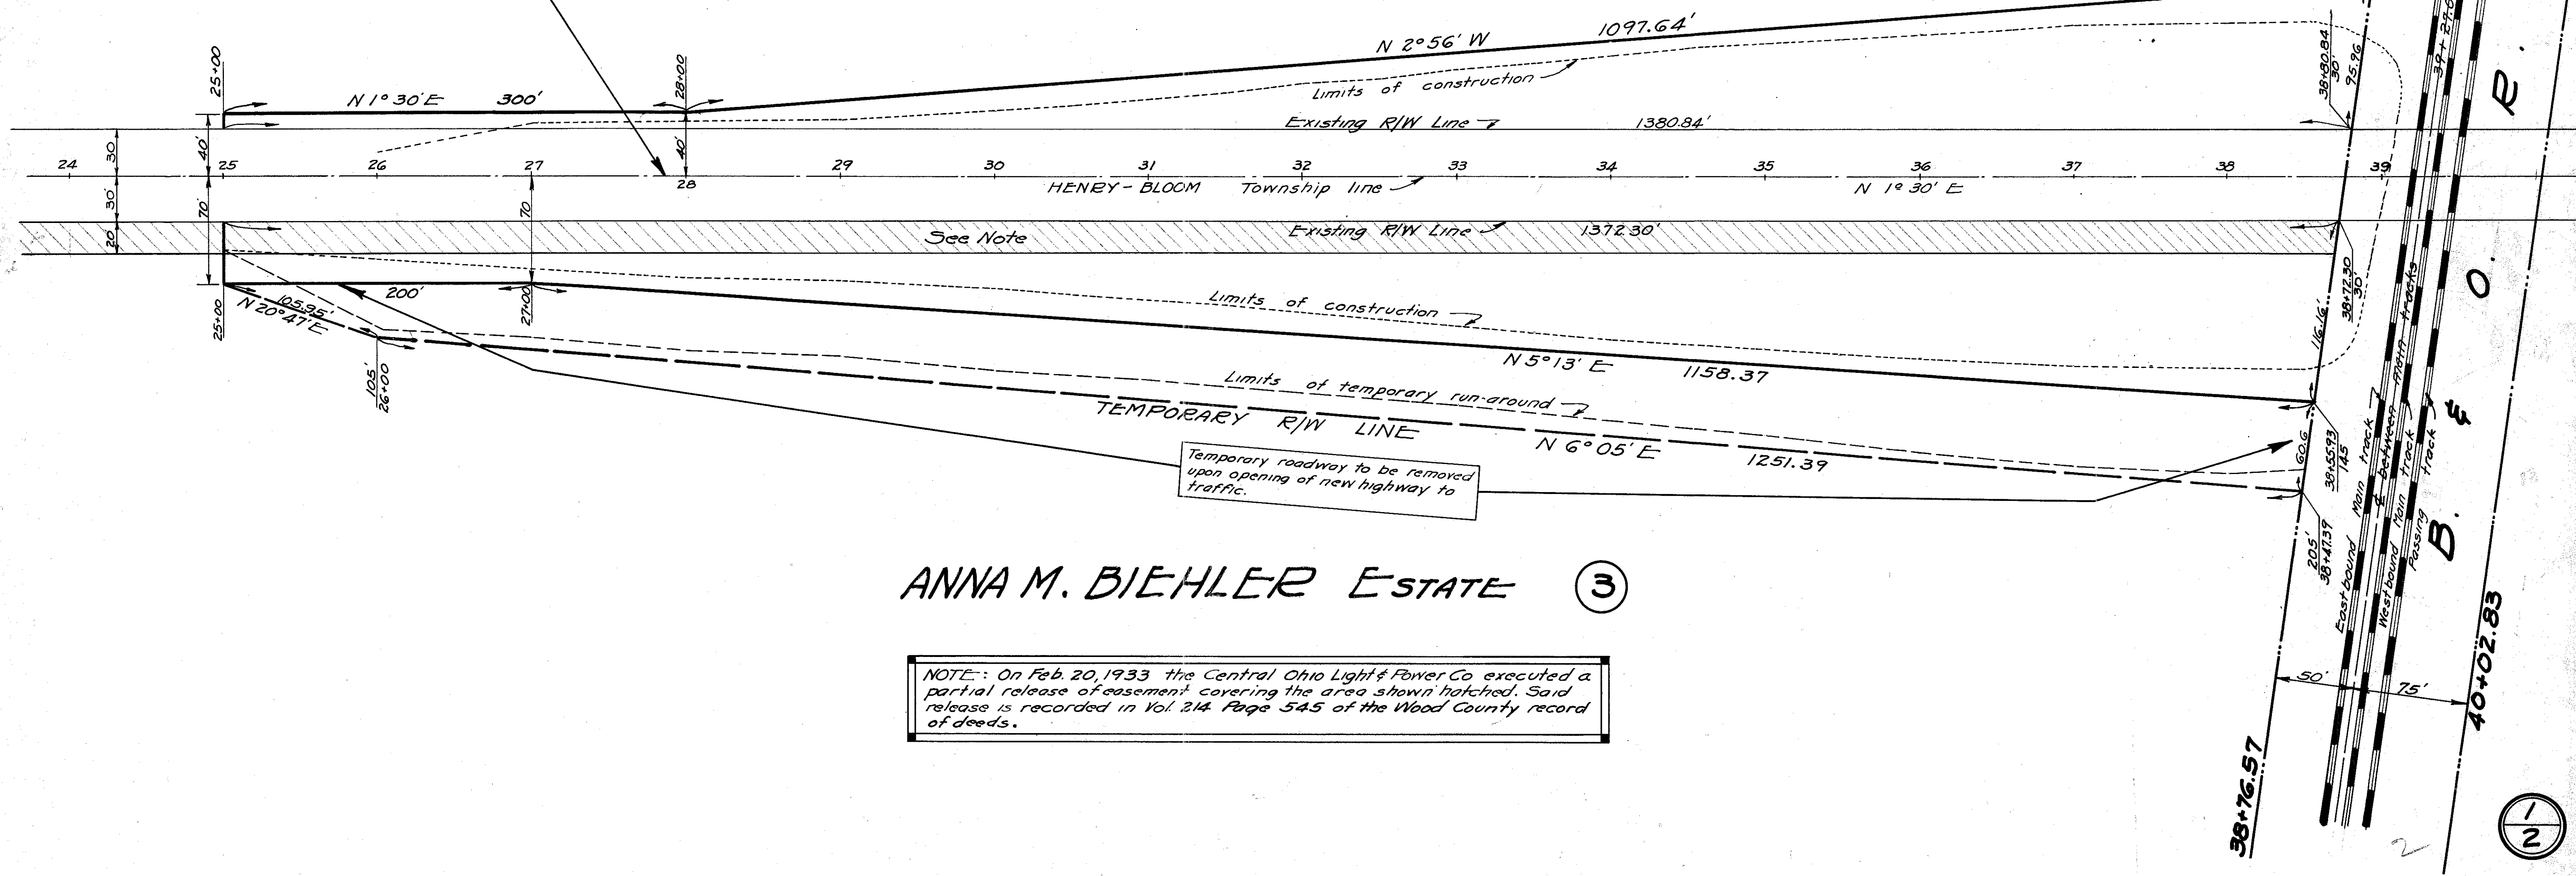 N 2°56' W 1097.64'
Limits of construction
25+00
N 1°30' E 300'
28+00
38+80.84
30'
95.96
Existing R/W Line 1380.84'
30
40'
40'
24 25 26 27 28 29 30 31 32 33 34 35 36 37 38 39
HENRY - BLOOM Township line
N 1° 30' E
30'
70'
70
20
See Note
Existing R/W Line 1372.30'
38+72.30
30'
116.16'
200'
105.95'
N 20°47' E
25+00
27+00
105'
26+00
Limits of construction
N 5°13' E 1158.37
Limits of temporary run-around
TEMPORARY R/W LINE
N 6°05' E 1251.39
Temporary roadway to be removed
upon opening of new highway to
traffic.
60.6
38+55.93
145
205'
38+47.39
Eastbound Main track
℄ between Main tracks
Westbound Main track
Passing track
B. & O. R.
ANNA M. BIEHLER ESTATE 3
NOTE: On Feb. 20, 1933 the Central Ohio Light & Power Co executed a
partial release of easement covering the area shown hatched. Said
release is recorded in Vol. 214 Page 545 of the Wood County record
of deeds.
50'
75'
38+76.57
40+02.83
1
2
2